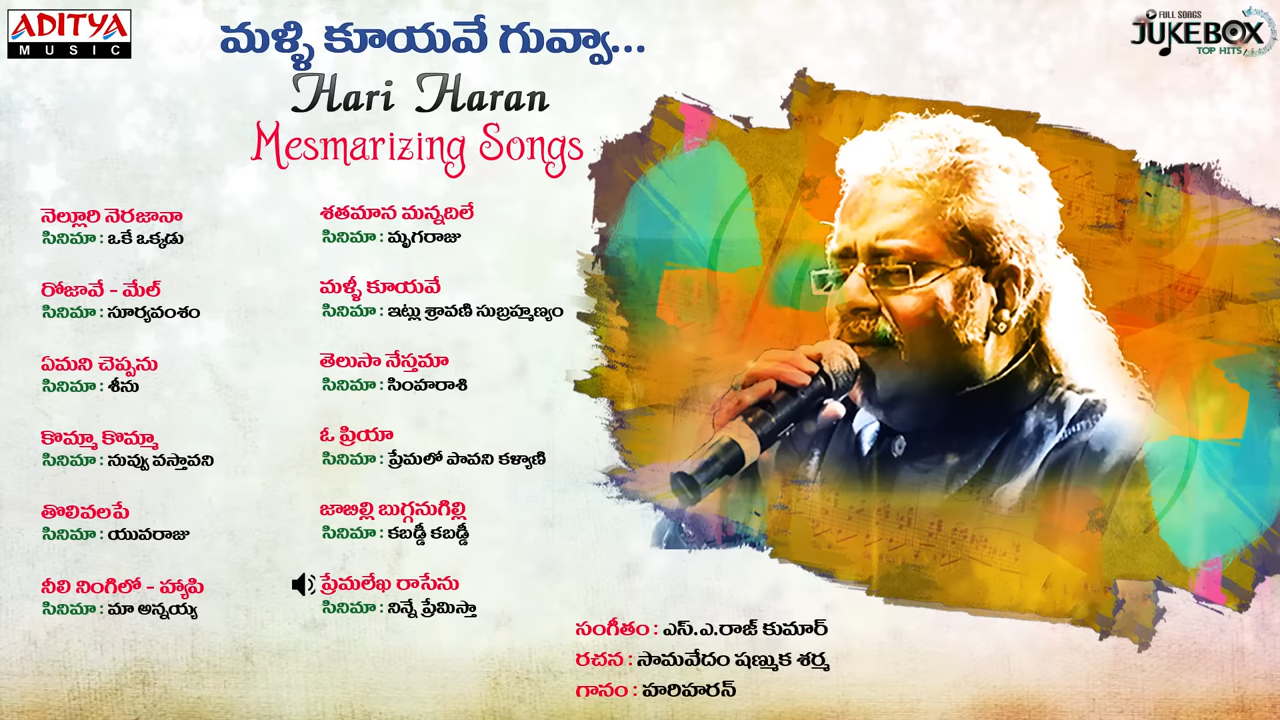 ADITYA
MUSIC
మళ్ళి కూయవే గువ్వా...
Hari Haran
Mesmarizing Songs
FULL SONGS
JUKEBOX
TOP HITS
నెల్లూరి నెరజానా
సినిమా : ఒకే ఒక్కడు
రోజావే - మేల్
సినిమా : సూర్యవంశం
ఏమని చెప్పను
సినిమా : శీను
కొమ్మా కొమ్మా
సినిమా : నువ్వు వస్తావని
తొలివలపే
సినిమా : యువరాజు
నీలి నింగిలో - హ్యాపి
సినిమా : మా అన్నయ్య
శతమాన మన్నదిలే
సినిమా : మృగరాజు
మళ్ళీ కూయవే
సినిమా : ఇట్లు శ్రావణి సుబ్రహ్మణ్యం
తెలుసా నేస్తమా
సినిమా : సింహరాశి
ఓ ప్రియా
సినిమా : ప్రేమలో పావని కళ్యాణి
జాబిల్లి బుగ్గనుగిల్లి
సినిమా : కబడ్డీ కబడ్డీ
ప్రేమలేఖ రాసేను
సినిమా : నిన్నే ప్రేమిస్తా
సంగీతం : ఎస్.ఎ.రాజ్ కుమార్
రచన : సామవేదం షణ్ముక శర్మ
గానం : హరిహరన్